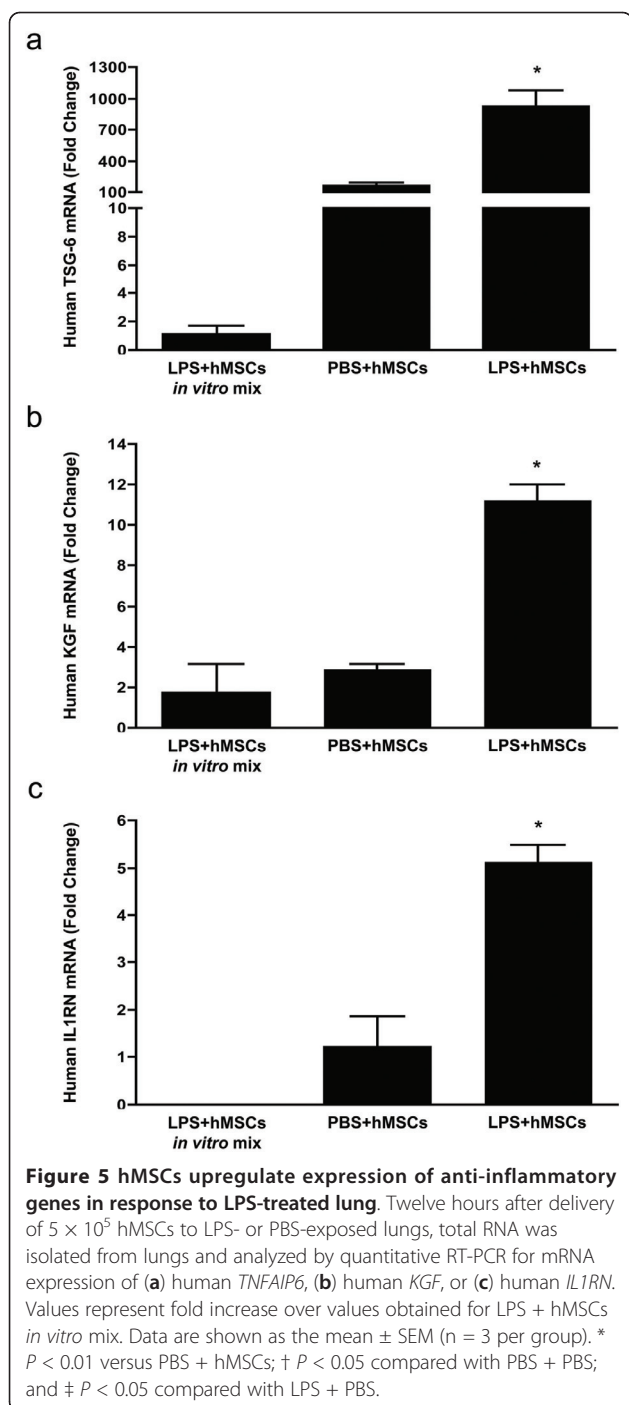 a
1300
1000
700
400
100
10
8
6
4
2
0
Human TSG-6 mRNA (Fold Change)
*
LPS+hMSCs
in vitro mix
PBS+hMSCs
LPS+hMSCs
b
14
12
10
8
6
4
2
0
Human KGF mRNA (Fold Change)
*
LPS+hMSCs
in vitro mix
PBS+hMSCs
LPS+hMSCs
c
6
5
4
3
2
1
0
Human IL1RN mRNA (Fold Change)
*
LPS+hMSCs
in vitro mix
PBS+hMSCs
LPS+hMSCs
Figure 5 hMSCs upregulate expression of anti-inflammatory
genes in response to LPS-treated lung. Twelve hours after delivery
of 5 × 10⁵ hMSCs to LPS- or PBS-exposed lungs, total RNA was
isolated from lungs and analyzed by quantitative RT-PCR for mRNA
expression of (a) human TNFAIP6, (b) human KGF, or (c) human IL1RN.
Values represent fold increase over values obtained for LPS + hMSCs
in vitro mix. Data are shown as the mean ± SEM (n = 3 per group). *
P < 0.01 versus PBS + hMSCs; † P < 0.05 compared with PBS + PBS;
and ‡ P < 0.05 compared with LPS + PBS.